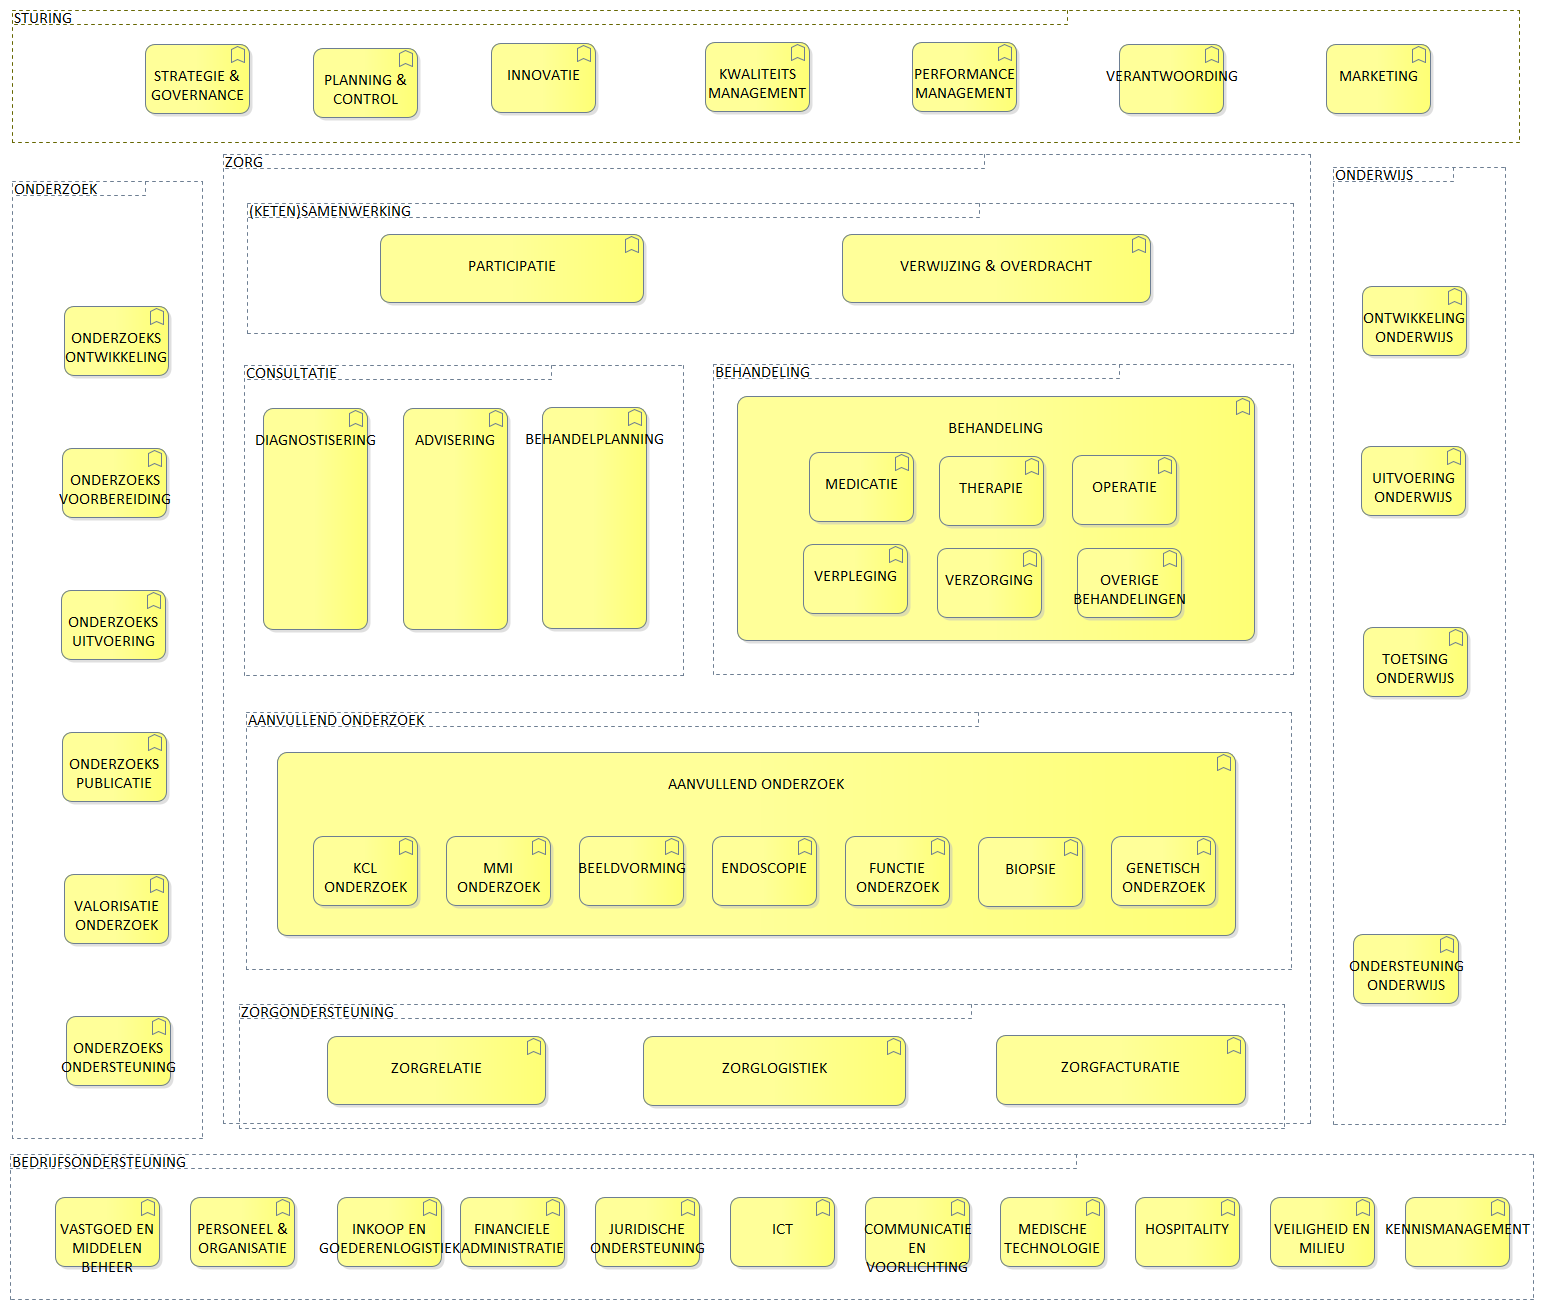 STURING
STRATEGIE &
GOVERNANCE
PLANNING &
CONTROL
INNOVATIE
KWALITEITS
MANAGEMENT
PERFORMANCE
MANAGEMENT
VERANTWOORDING
MARKETING
ONDERZOEK
ONDERZOEKS
ONTWIKKELING
ONDERZOEKS
VOORBEREIDING
ONDERZOEKS
UITVOERING
ONDERZOEKS
PUBLICATIE
VALORISATIE
ONDERZOEK
ONDERZOEKS
ONDERSTEUNING
ZORG
(KETEN)SAMENWERKING
PARTICIPATIE
VERWIJZING & OVERDRACHT
CONSULTATIE
DIAGNOSTISERING
ADVISERING
BEHANDELPLANNING
BEHANDELING
BEHANDELING
MEDICATIE
THERAPIE
OPERATIE
VERPLEGING
VERZORGING
OVERIGE
BEHANDELINGEN
AANVULLEND ONDERZOEK
AANVULLEND ONDERZOEK
KCL
ONDERZOEK
MMI
ONDERZOEK
BEELDVORMING
ENDOSCOPIE
FUNCTIE
ONDERZOEK
BIOPSIE
GENETISCH
ONDERZOEK
ZORGONDERSTEUNING
ZORGRELATIE
ZORGLOGISTIEK
ZORGFACTURATIE
ONDERWIJS
ONTWIKKELING
ONDERWIJS
UITVOERING
ONDERWIJS
TOETSING
ONDERWIJS
ONDERSTEUNING
ONDERWIJS
BEDRIJFSONDERSTEUNING
VASTGOED EN
MIDDELEN
BEHEER
PERSONEEL &
ORGANISATIE
INKOOP EN
GOEDERENLOGISTIEK
FINANCIELE
ADMINISTRATIE
JURIDISCHE
ONDERSTEUNING
ICT
COMMUNICATIE
EN
VOORLICHTING
MEDISCHE
TECHNOLOGIE
HOSPITALITY
VEILIGHEID EN
MILIEU
KENNISMANAGEMENT